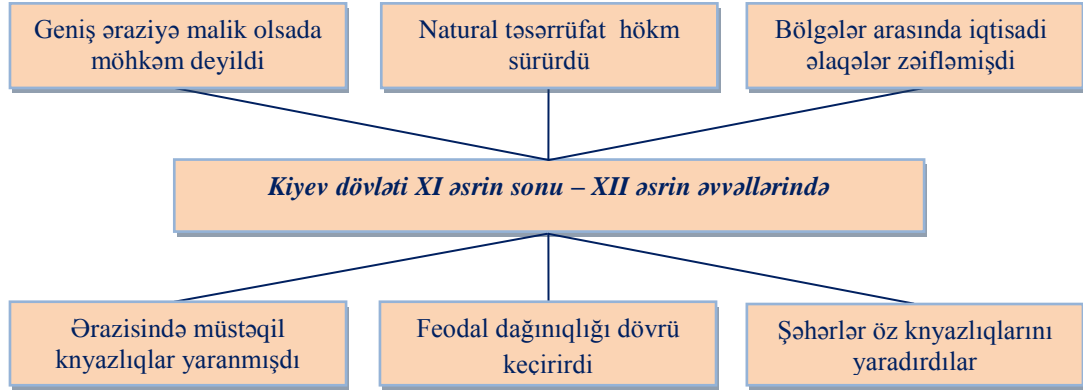 Geniş əraziyə malik olsada
möhkəm deyildi
Natural təsərrüfat hökm
sürürdü
Bölgələr arasında iqtisadi
əlaqələr zəifləmişdi
Kiyev dövləti XI əsrin sonu – XII əsrin əvvəllərində
Ərazisində müstəqil
knyazlıqlar yaranmışdı
Feodal dağınıqlığı dövrü
keçirirdi
Şəhərlər öz knyazlıqlarını
yaradırdılar